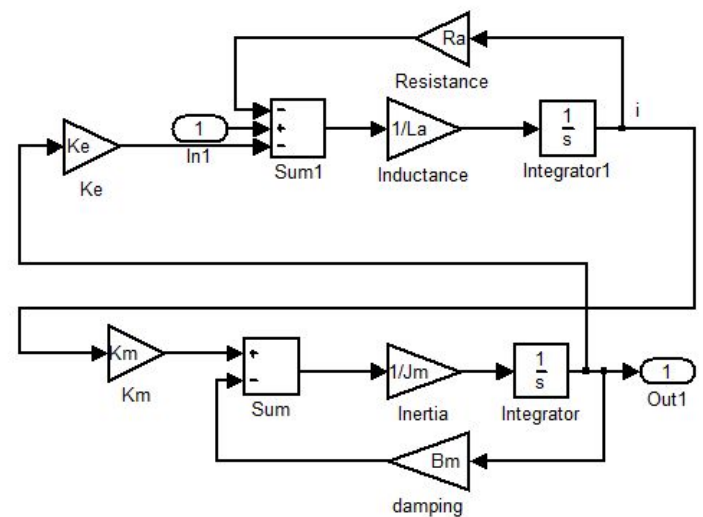 Ra
Resistance
i
-
+
-
1
In1
Ke
Ke
Sum1
1/La
Inductance
1
s
Integrator1
Km
Km
+
-
Sum
1/Jm
Inertia
1
s
Integrator
1
Out1
Bm
damping